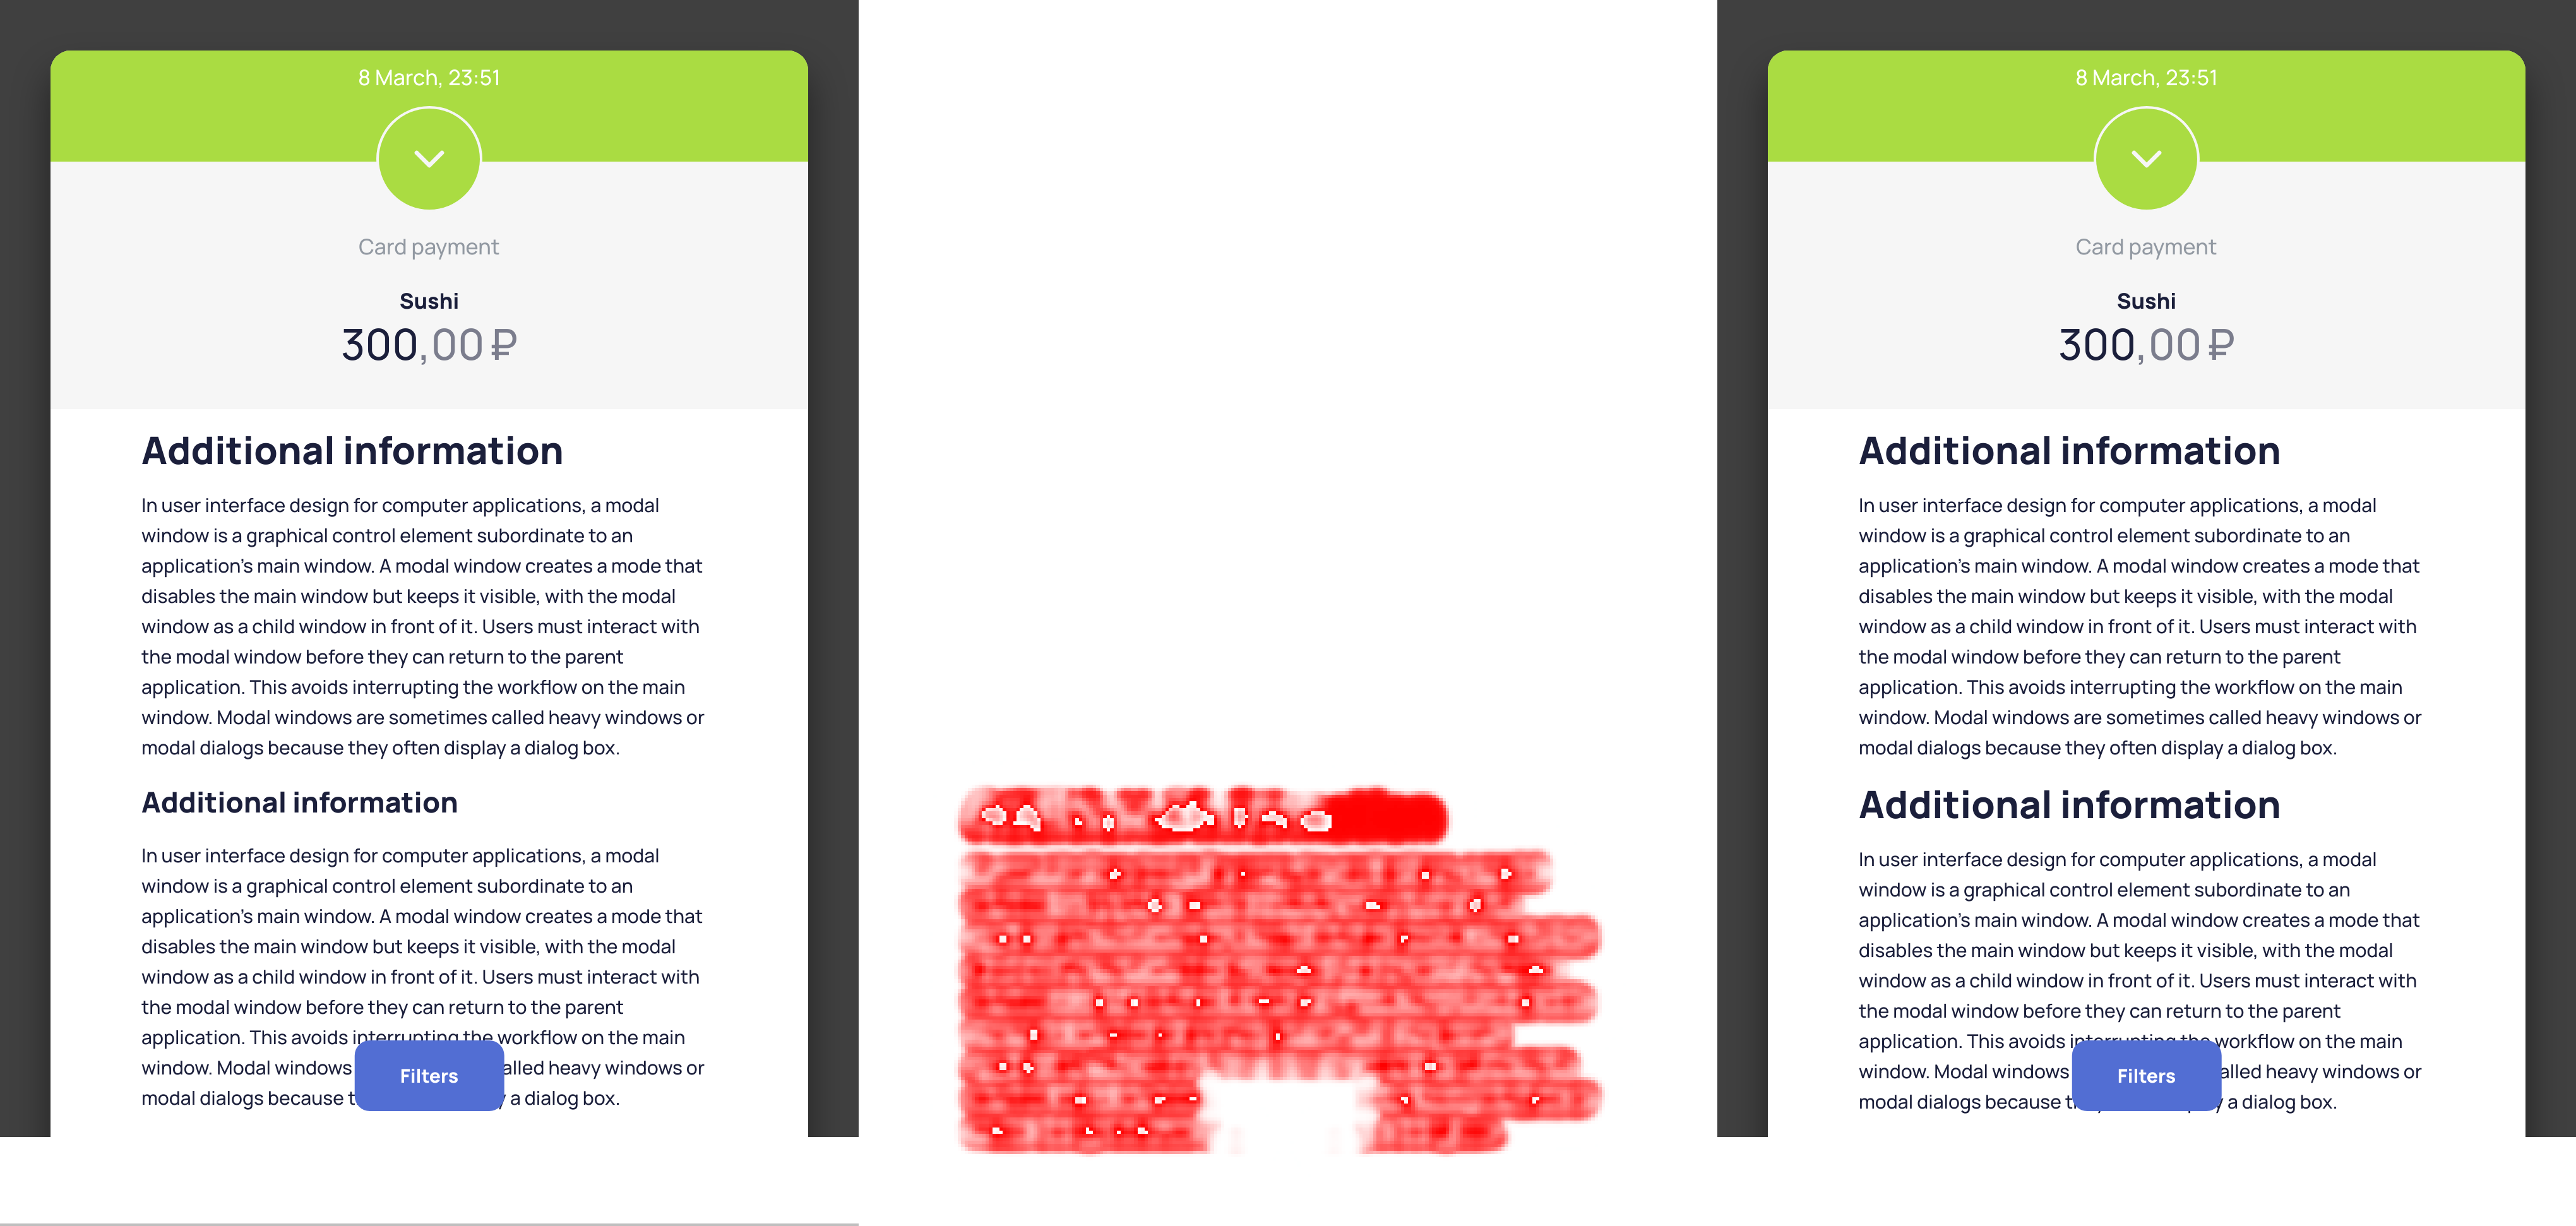 8 March, 23:51
Card payment
Sushi
300,00 ₽
Additional information
In user interface design for computer applications, a modal
window is a graphical control element subordinate to an
application's main window. A modal window creates a mode that
disables the main window but keeps it visible, with the modal
window as a child window in front of it. Users must interact with
the modal window before they can return to the parent
application. This avoids interrupting the workflow on the main
window. Modal windows are sometimes called heavy windows or
modal dialogs because they often display a dialog box.
Additional information
In user interface design for computer applications, a modal
window is a graphical control element subordinate to an
application's main window. A modal window creates a mode that
disables the main window but keeps it visible, with the modal
window as a child window in front of it. Users must interact with
the modal window before they can return to the parent
application. This avoids interrupting the workflow on the main
window. Modal windows heavy windows or
modal dialogs because a dialog box.
Filters
8 March, 23:51
Card payment
Sushi
300,00 ₽
Additional information
In user interface design for computer applications, a modal
window is a graphical control element subordinate to an
application's main window. A modal window creates a mode that
disables the main window but keeps it visible, with the modal
window as a child window in front of it. Users must interact with
the modal window before they can return to the parent
application. This avoids interrupting the workflow on the main
window. Modal windows are sometimes called heavy windows or
modal dialogs because they often display a dialog box.
Additional information
In user interface design for computer applications, a modal
window is a graphical control element subordinate to an
application's main window. A modal window creates a mode that
disables the main window but keeps it visible, with the modal
window as a child window in front of it. Users must interact with
the modal window before they can return to the parent
application. This avoids workflow on the main
window. Modal windows heavy windows or
modal dialogs because a dialog box.
Filters